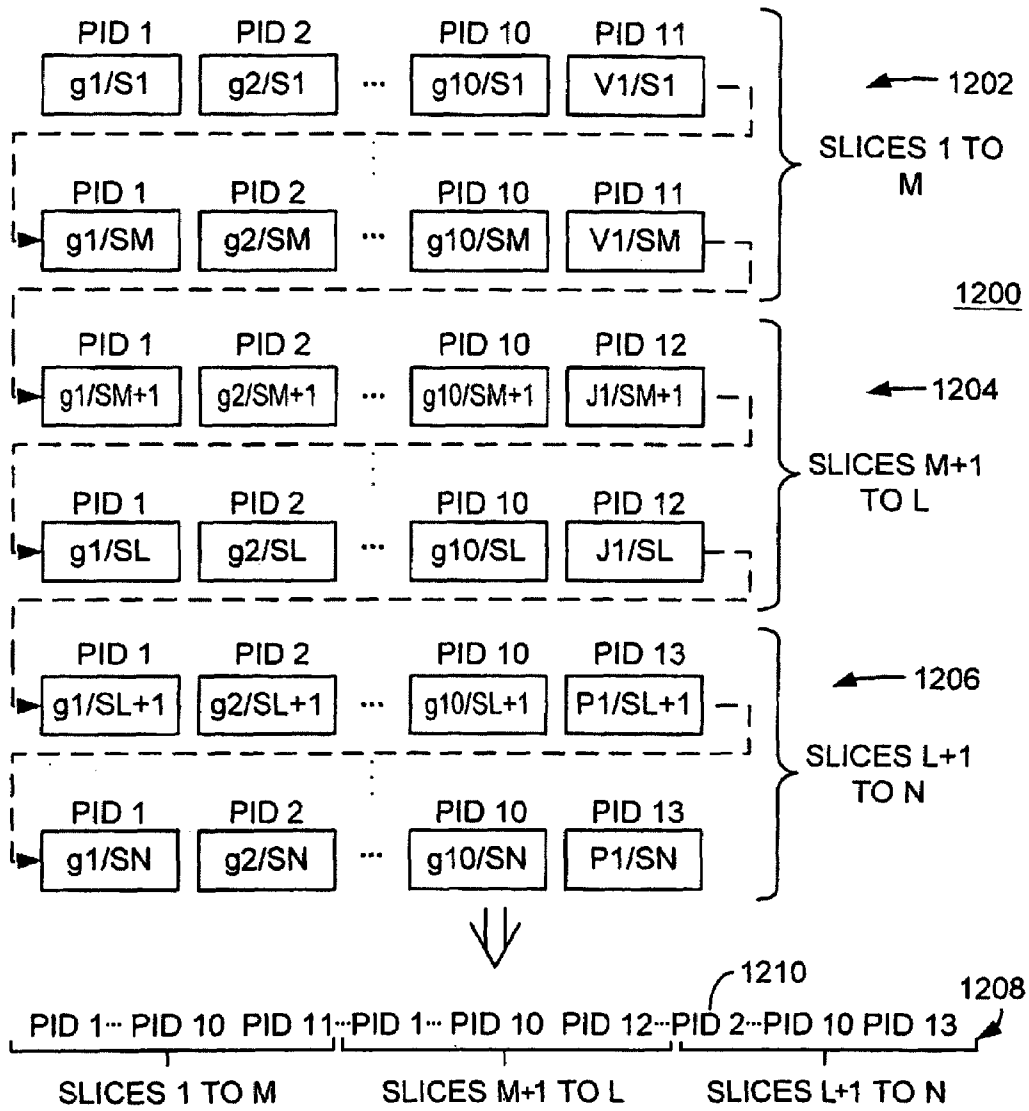 PID 1 PID 2 PID 10 PID 11
g1/S1 g2/S1 ... g10/S1 V1/S1
1202
SLICES 1 TO
M
PID 1 PID 2 PID 10 PID 11
g1/SM g2/SM ... g10/SM V1/SM
1200
PID 1 PID 2 PID 10 PID 12
g1/SM+1 g2/SM+1 ... g10/SM+1 J1/SM+1
1204
SLICES M+1
TO L
PID 1 PID 2 PID 10 PID 12
g1/SL g2/SL ... g10/SL J1/SL
PID 1 PID 2 PID 10 PID 13
g1/SL+1 g2/SL+1 ... g10/SL+1 P1/SL+1
1206
SLICES L+1
TO N
PID 1 PID 2 PID 10 PID 13
g1/SN g2/SN ... g10/SN P1/SN
1210
1208
PID 1... PID 10 PID 11...PID 1... PID 10 PID 12...PID 2...PID 10 PID 13
SLICES 1 TO M SLICES M+1 TO L SLICES L+1 TO N